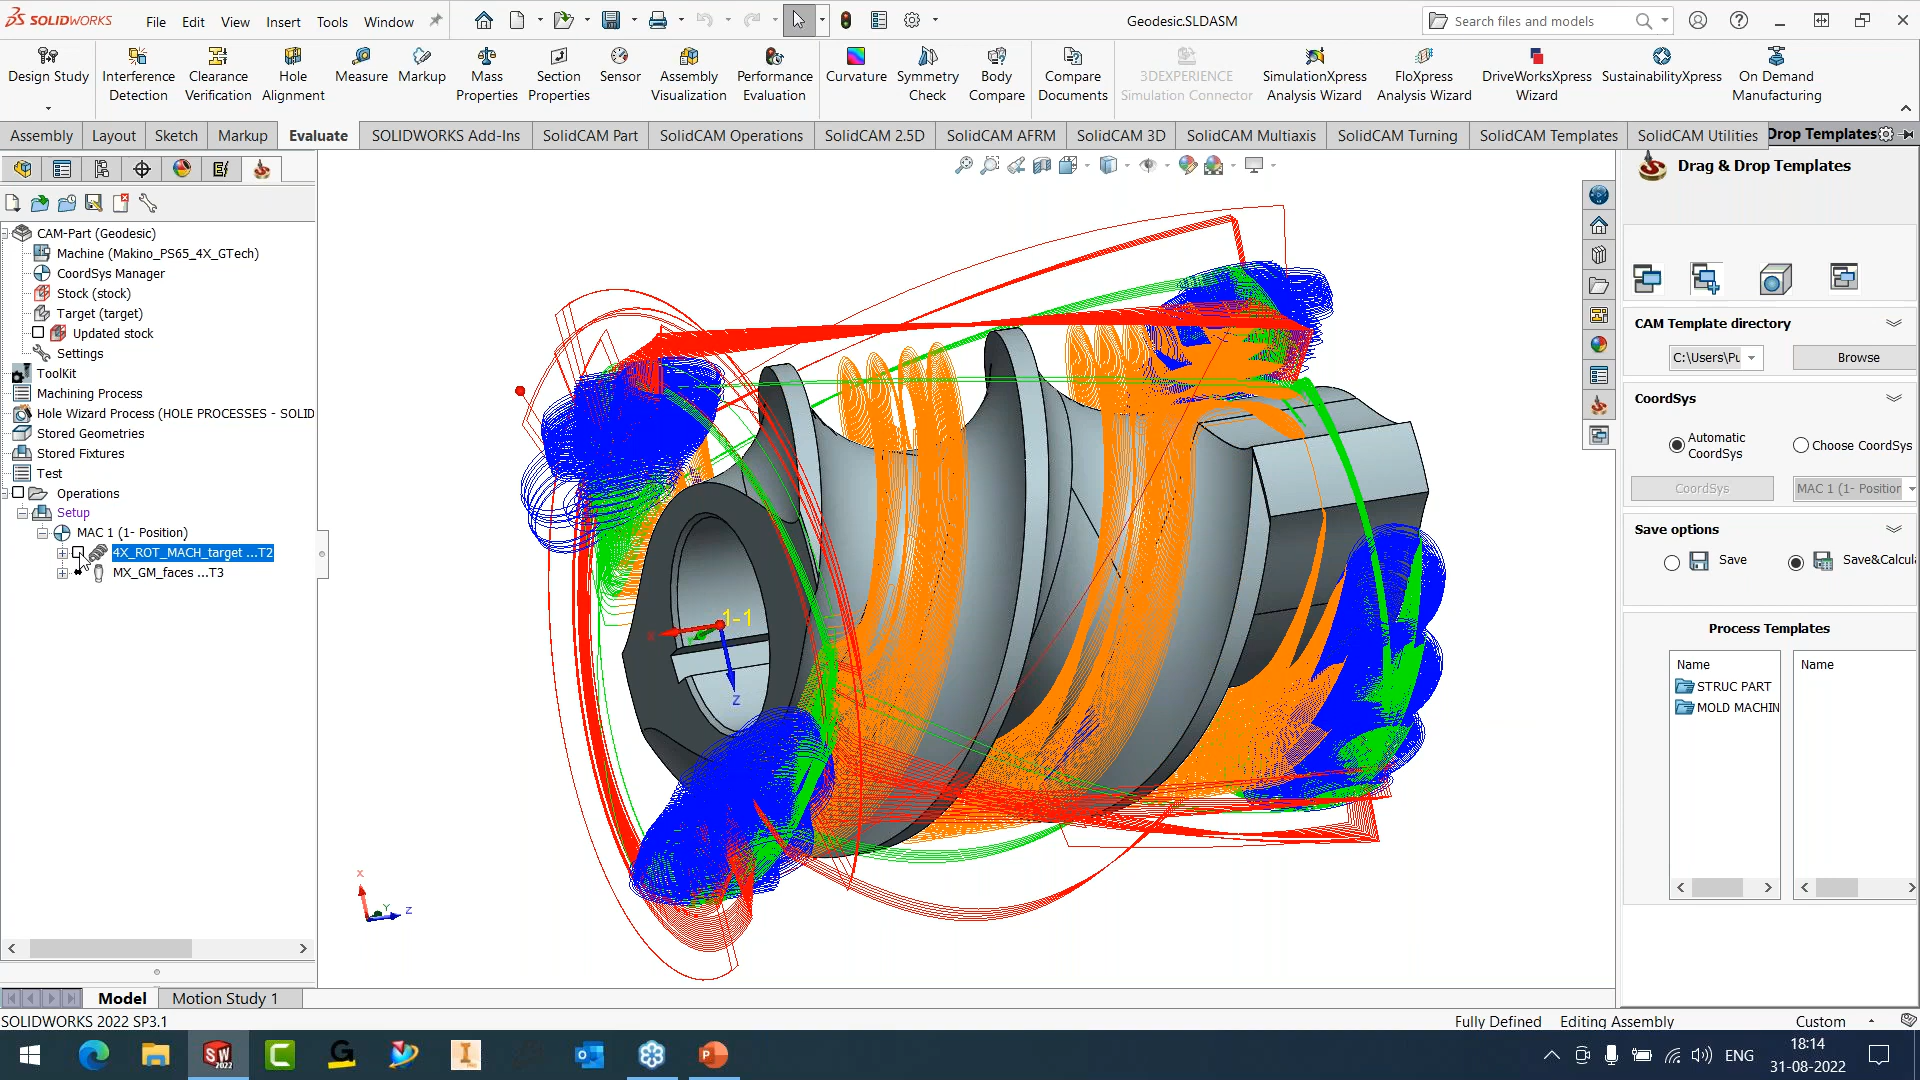 SOLIDWORKS File Edit View Insert Tools Window Geodesic.SLDASM Search files and models
Design Study
Interference Detection
Clearance Verification
Hole Alignment
Measure
Markup
Mass Properties
Section Properties
Sensor
Assembly Visualization
Performance Evaluation
Curvature
Symmetry Check
Body Compare
Compare Documents
3DEXPERIENCE Simulation Connector
SimulationXpress Analysis Wizard
FloXpress Analysis Wizard
DriveWorksXpress Wizard
SustainabilityXpress
On Demand Manufacturing
Assembly Layout Sketch Markup Evaluate SOLIDWORKS Add-Ins SolidCAM Part SolidCAM Operations SolidCAM 2.5D SolidCAM AFRM SolidCAM 3D SolidCAM Multiaxis SolidCAM Turning SolidCAM Templates SolidCAM Utilities Drop Templates
CAM-Part (Geodesic)
Machine (Makino_PS65_4X_GTech)
CoordSys Manager
Stock (stock)
Target (target)
Updated stock
Settings
ToolKit
Machining Process
Hole Wizard Process (HOLE PROCESSES - SOLID
Stored Geometries
Stored Fixtures
Test
Operations
Setup
MAC 1 (1- Position)
4X_ROT_MACH_target ...T2
MX_GM_faces ...T3
1-1
X
Z
X
Y
Z
Drag & Drop Templates
CAM Template directory
C:\Users\Pu
Browse
CoordSys
Automatic CoordSys
Choose CoordSys
CoordSys
MAC 1 (1- Position
Save options
Save
Save&Calcula
Process Templates
Name
Name
STRUC PART
MOLD MACHIN
Model Motion Study 1
SOLIDWORKS 2022 SP3.1 Fully Defined Editing Assembly Custom
SW
2022
ENG
18:14
31-08-2022